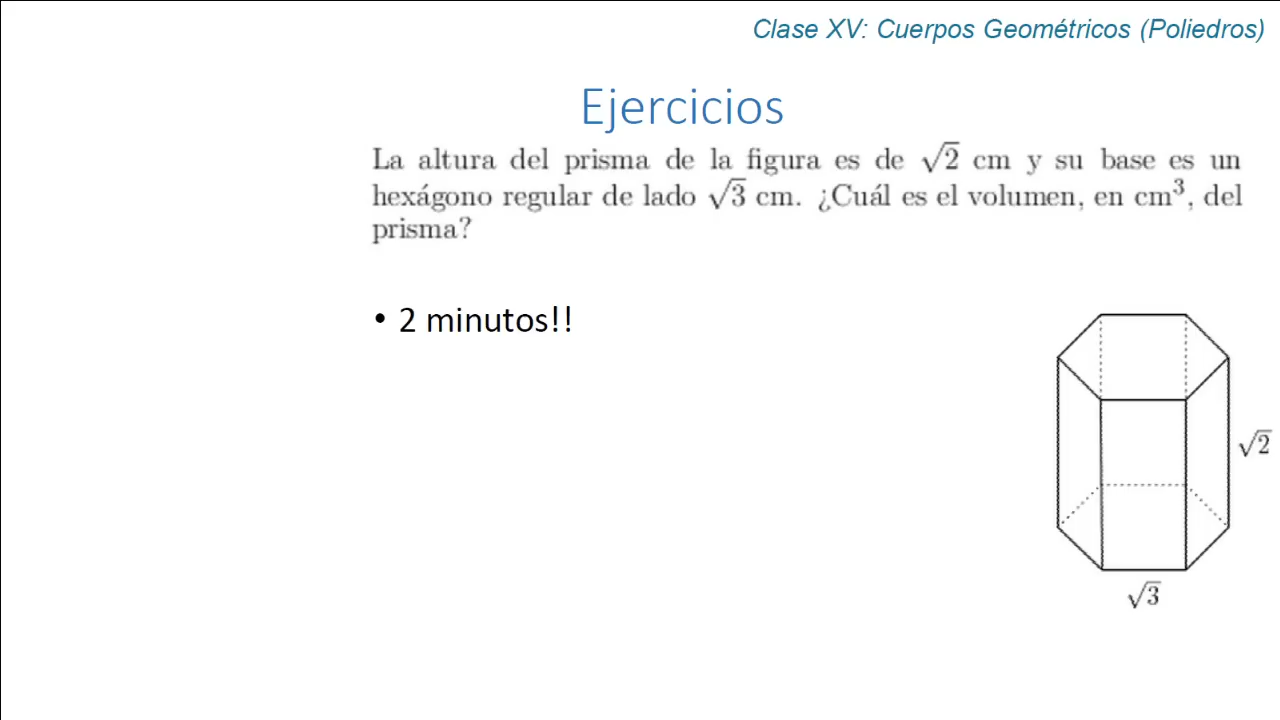 Clase XV: Cuerpos Geométricos (Poliedros)
Ejercicios
La altura del prisma de la figura es de √2 cm y su base es un
hexágono regular de lado √3 cm. ¿Cuál es el volumen, en cm³, del
prisma?
• 2 minutos!!
√2
√3